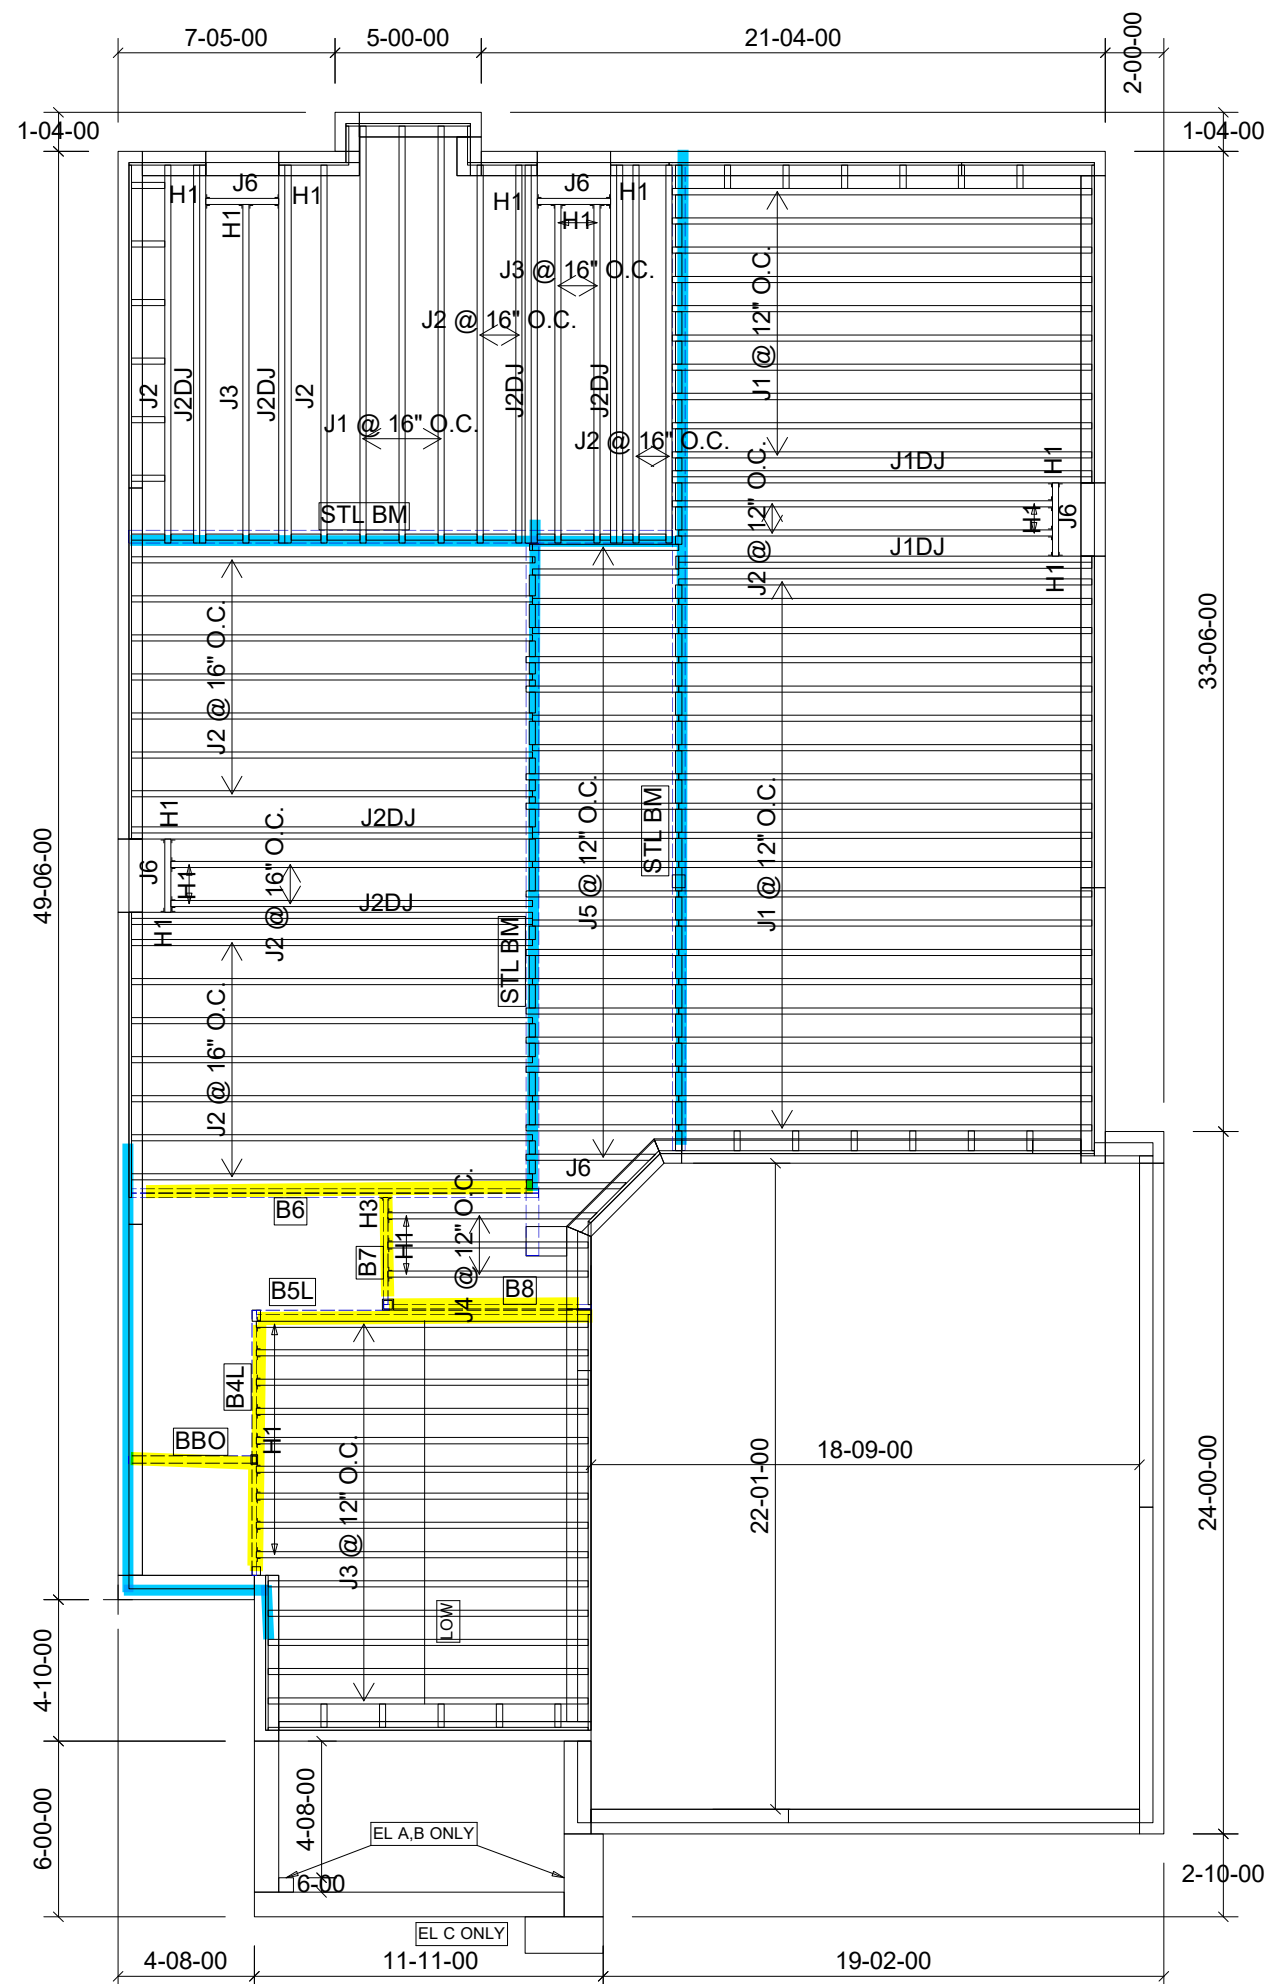 7-05-00
5-00-00
21-04-00
2-00-00
1-04-00
1-04-00
H1
J6
H1
H1
H1
J6
H1
H1
J3 @ 16" O.C.
J2 @ 16" O.C.
J1 @ 12" O.C.
J2
J2DJ
J3
J2DJ
J2
J2DJ
J2DJ
J1 @ 16" O.C.
J2 @ 16" O.C.
J1DJ
H1
J2 @ 12" O.C.
H1
J6
STL BM
J1DJ
H1
33-06-00
J2 @ 16" O.C.
J2DJ
H1
J6
H1
J2 @ 16" O.C.
J2DJ
H1
49-06-00
J5 @ 12" O.C.
STL BM
J1 @ 12" O.C.
STL BM
J2 @ 16" O.C.
J6
B6
H3
H1
J4 @ 12" O.C.
B7
B5L
B8
B4L
H1
BBO
J3 @ 12" O.C.
LOW
22-01-00
18-09-00
24-00-00
4-10-00
6-00-00
4-08-00
EL A,B ONLY
6-00
2-10-00
EL C ONLY
4-08-00
11-11-00
19-02-00